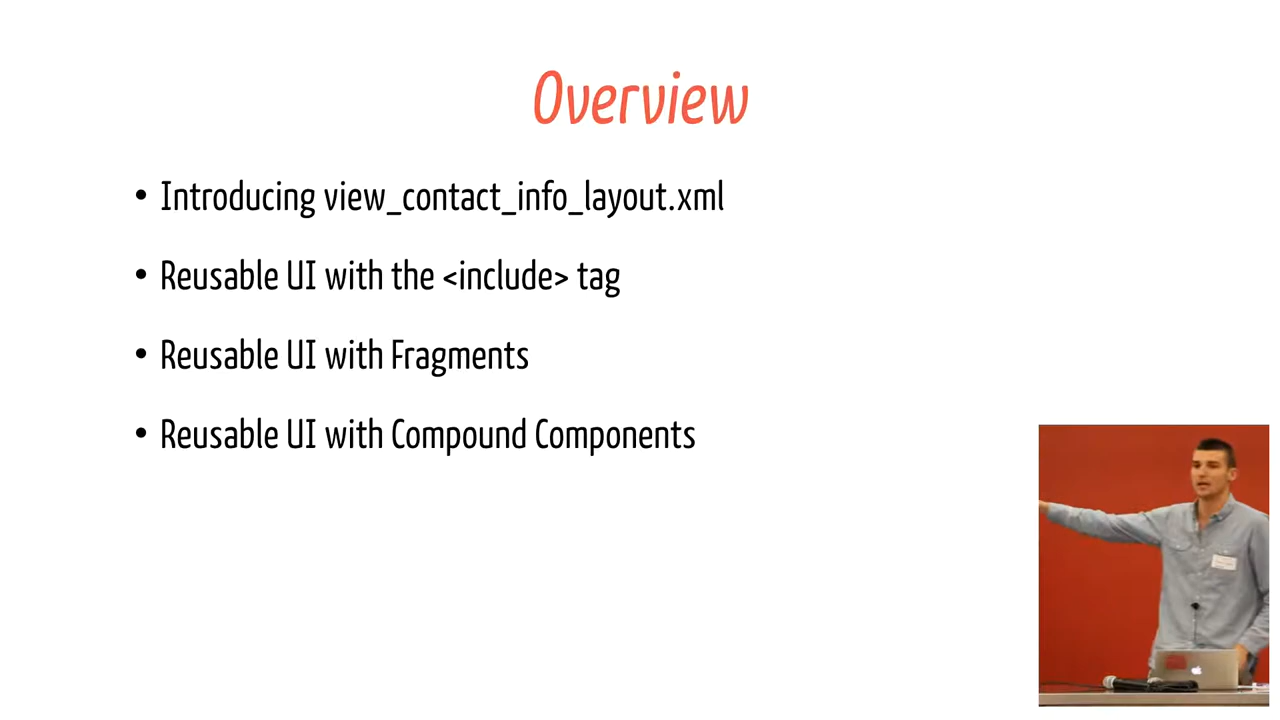 Overview
• Introducing view_contact_info_layout.xml
• Reusable UI with the <include> tag
• Reusable UI with Fragments
• Reusable UI with Compound Components